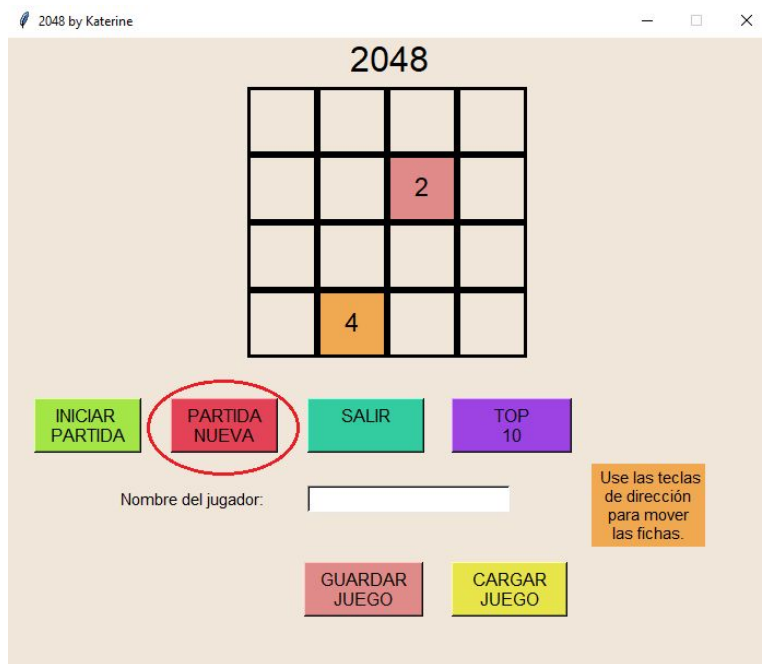 2048 by Katerine
2048
2
4
INICIAR
PARTIDA
PARTIDA
NUEVA
SALIR
TOP
10
Nombre del jugador:
Use las teclas
de dirección
para mover
las fichas.
GUARDAR
JUEGO
CARGAR
JUEGO